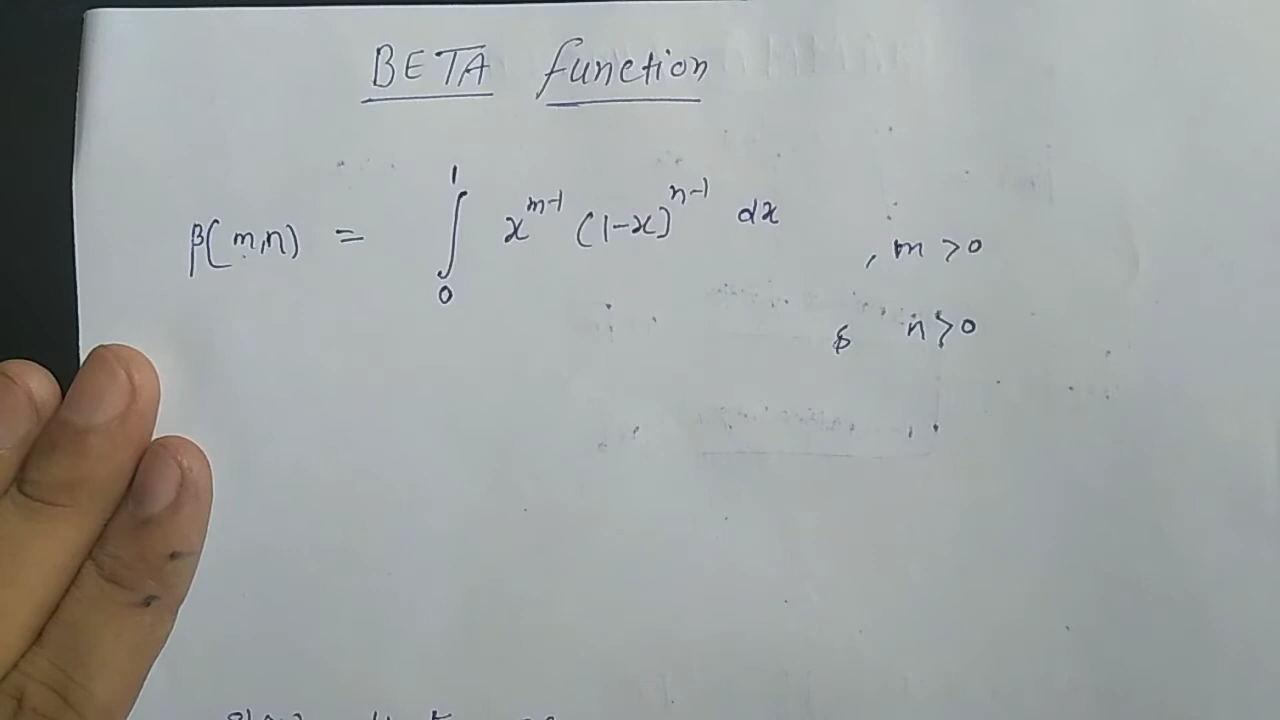 BETA function
β(m,n) = ∫₀¹ x^{m-1} (1-x)^{n-1} dx , m >0
& n>0